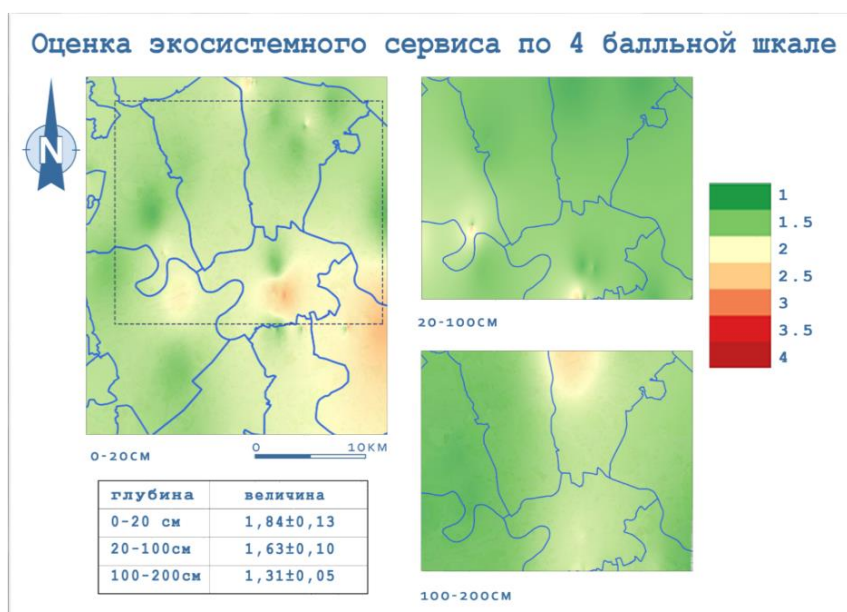 Оценка экосистемного сервиса по 4 балльной шкале
N
0-20см
0 10км
20-100см
100-200см
1
1.5
2
2.5
3
3.5
4
глубина величина
0-20 см 1,84±0,13
20-100см 1,63±0,10
100-200см 1,31±0,05